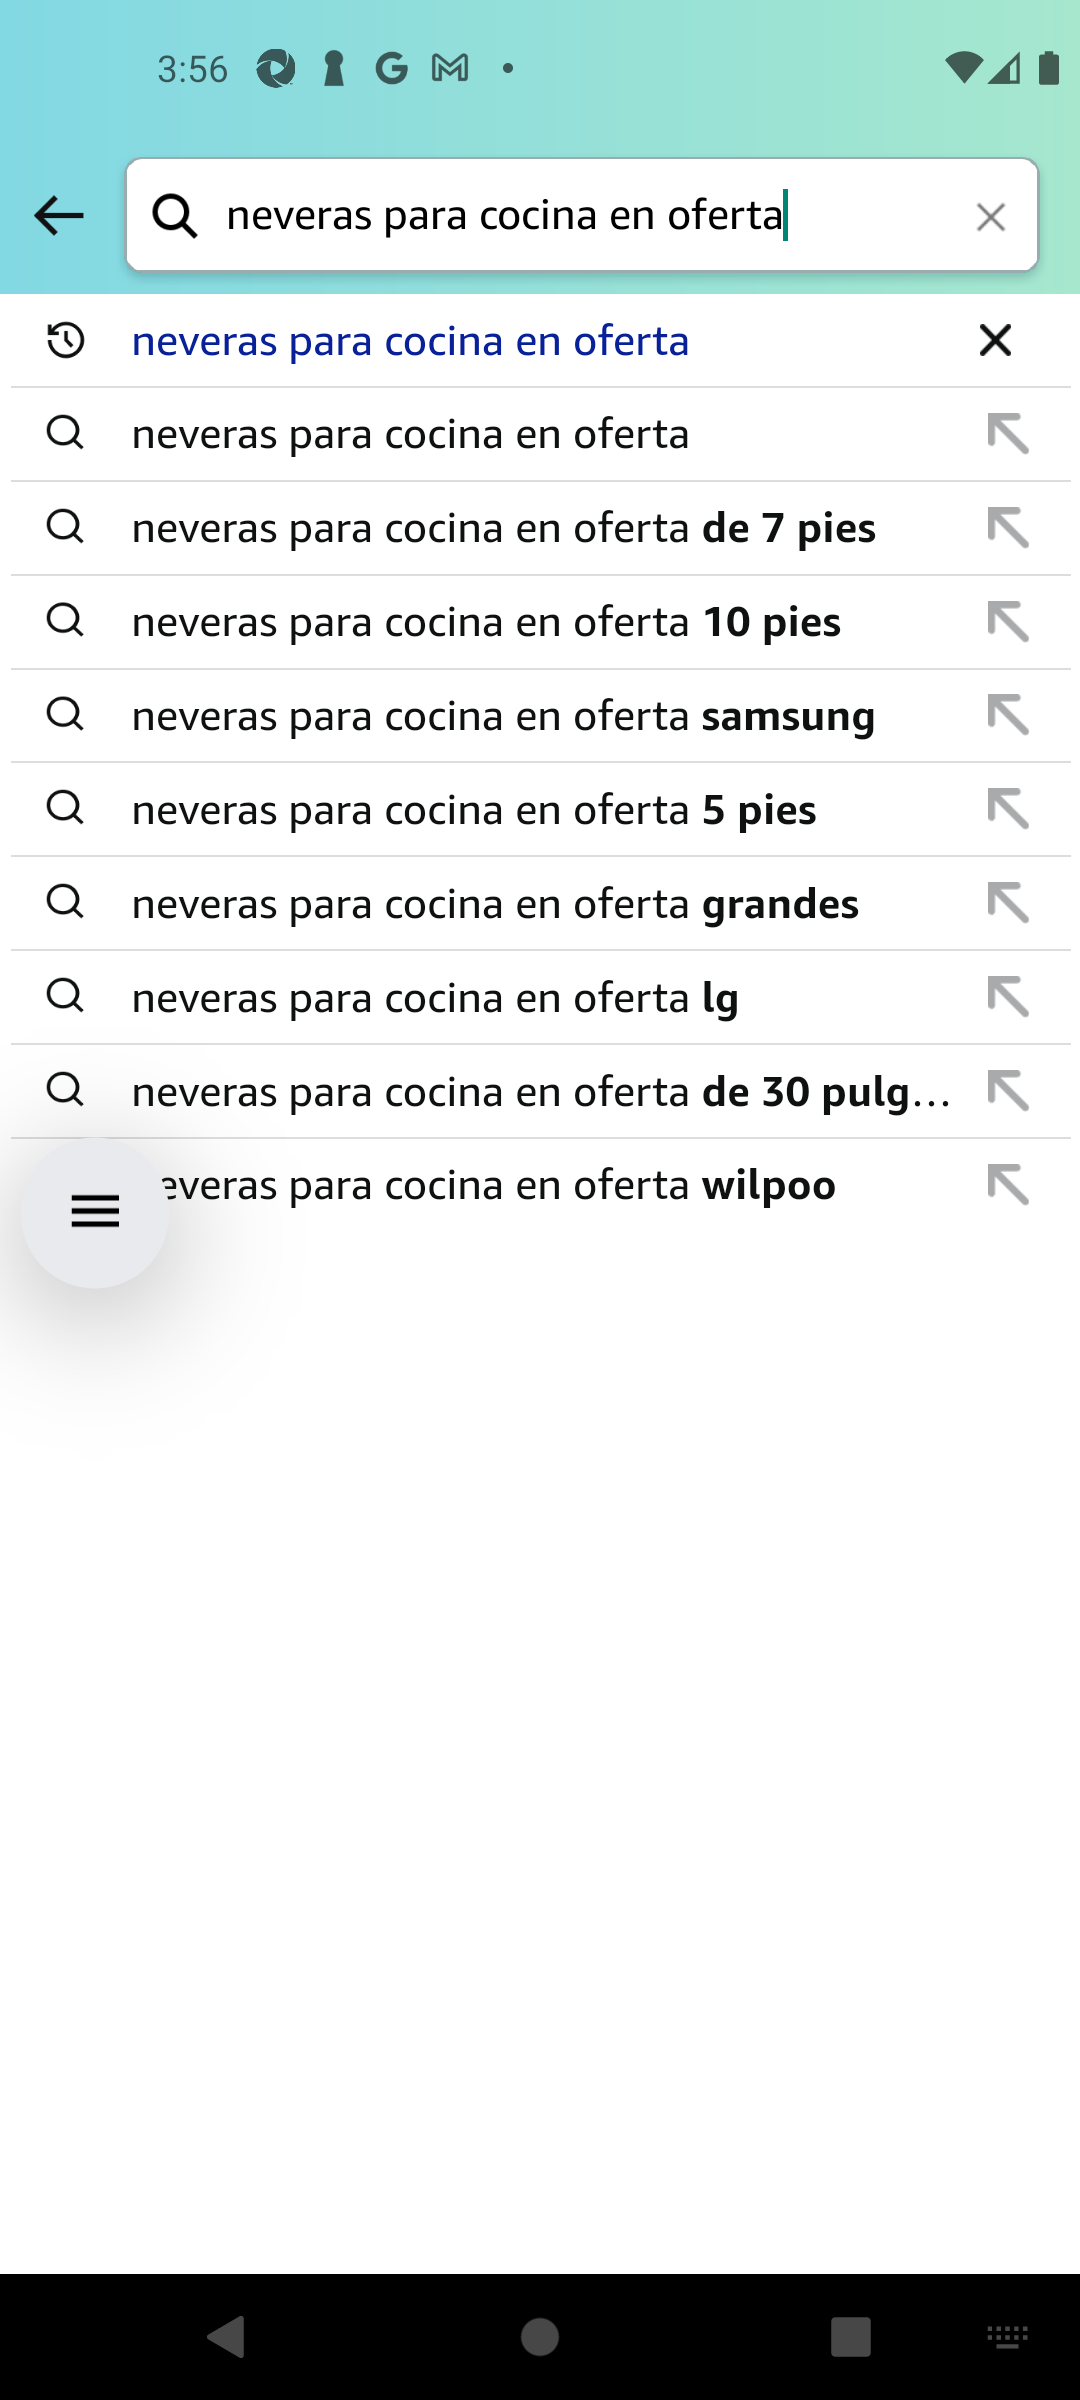 3:56
neveras para cocina en oferta
neveras para cocina en oferta
neveras para cocina en oferta
neveras para cocina en oferta de 7 pies
neveras para cocina en oferta 10 pies
neveras para cocina en oferta samsung
neveras para cocina en oferta 5 pies
neveras para cocina en oferta grandes
neveras para cocina en oferta lg
neveras para cocina en oferta de 30 pulg...
everas para cocina en oferta wilpoo